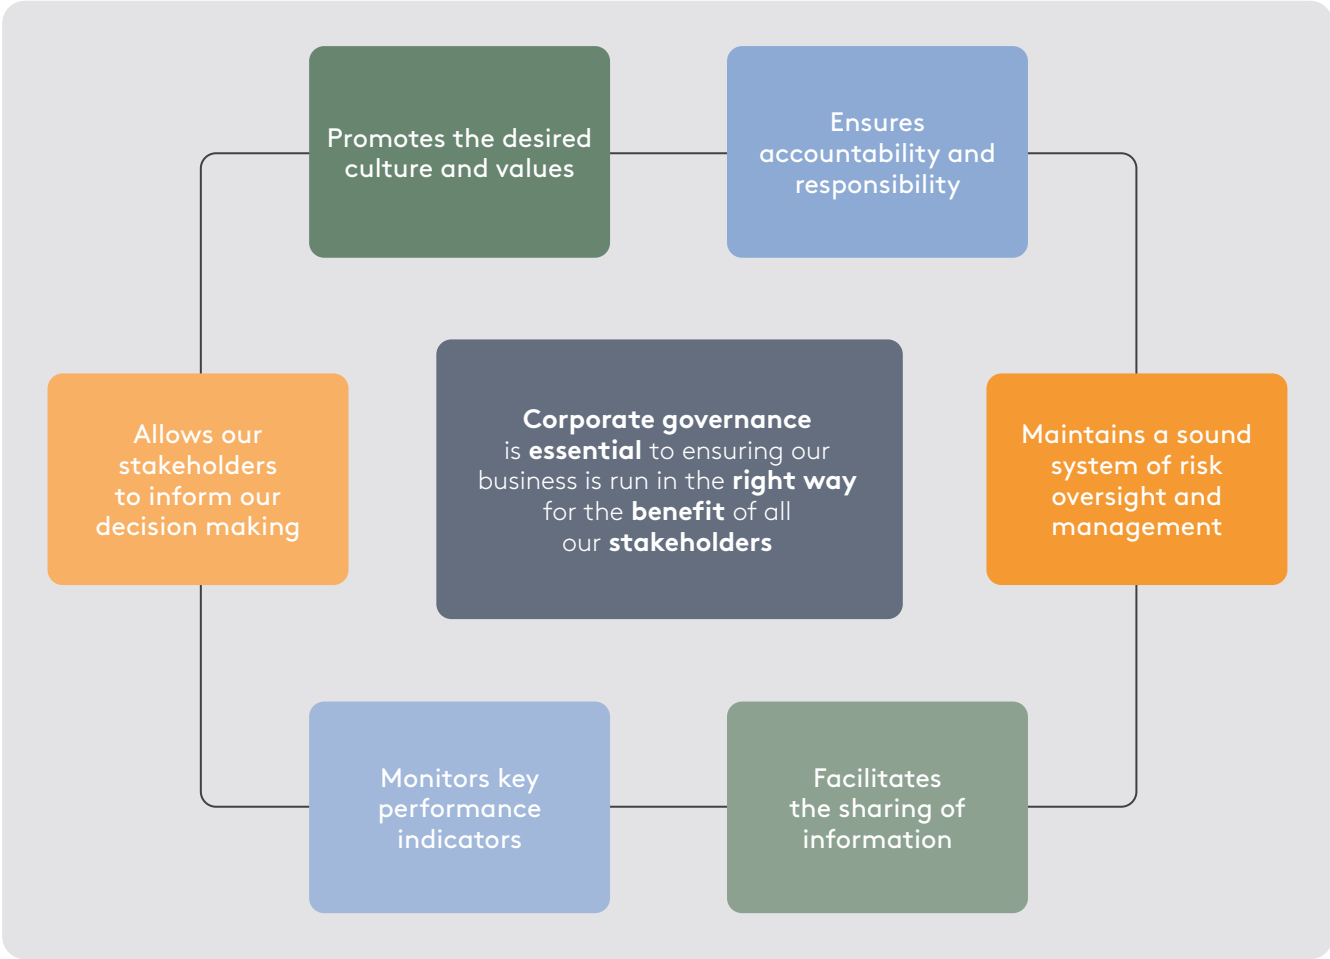 Promotes the desired
culture and values
Ensures
accountability and
responsibility
Allows our
stakeholders
to inform our
decision making
Corporate governance
is essential to ensuring our
business is run in the right way
for the benefit of all
our stakeholders
Maintains a sound
system of risk
oversight and
management
Monitors key
performance
indicators
Facilitates
the sharing of
information